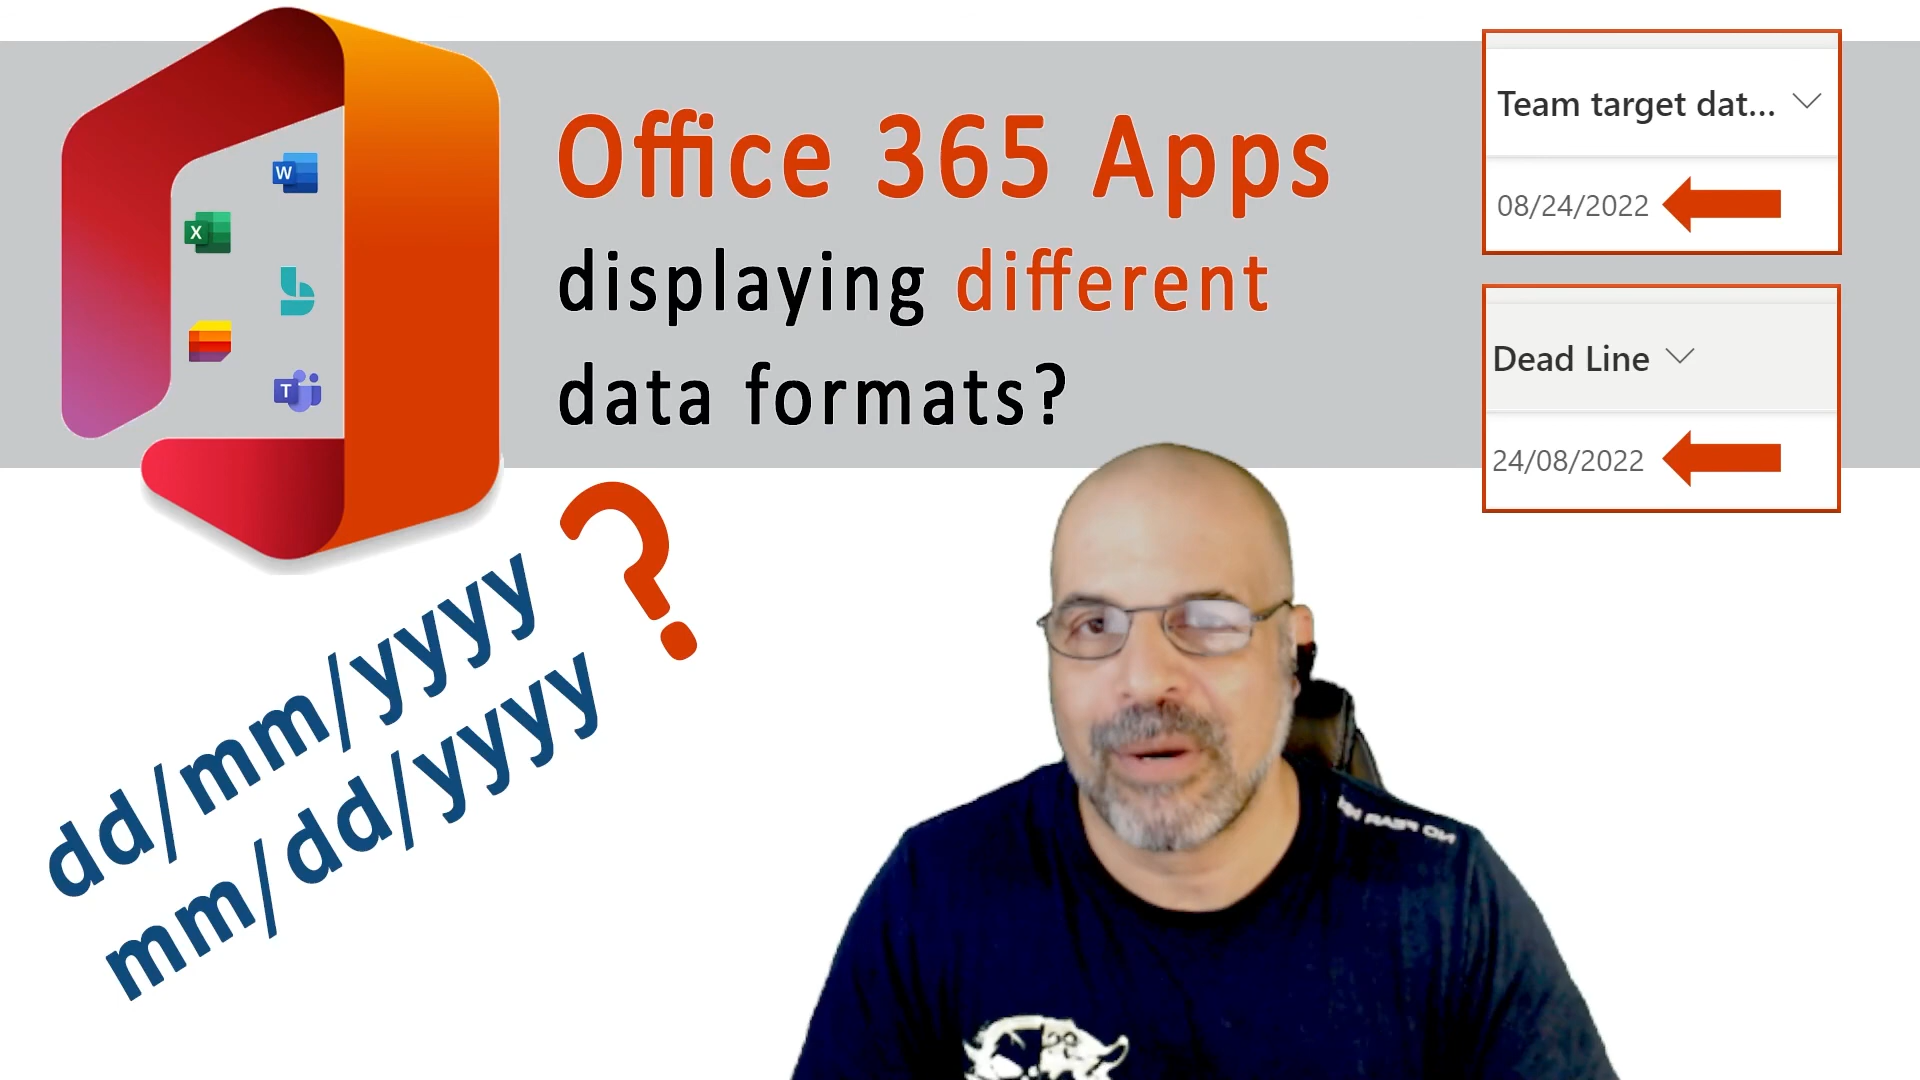 Office 365 Apps
displaying different
data formats?
Team target dat...
08/24/2022
Dead Line
24/08/2022
W
X
T
?
dd/mm/yyyy
mm/dd/yyyy